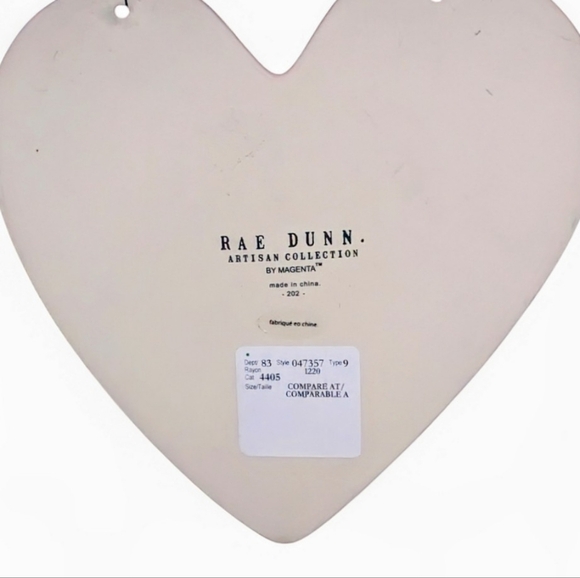 RAE DUNN.
ARTISAN COLLECTION
BY MAGENTA™
made in china.
- 202 -
fabriqué en chine
Dept 83 Style 047357 Type 9
Rayon 1220
Cat. 4405
Size/Taille COMPARE AT/
COMPARABLE A